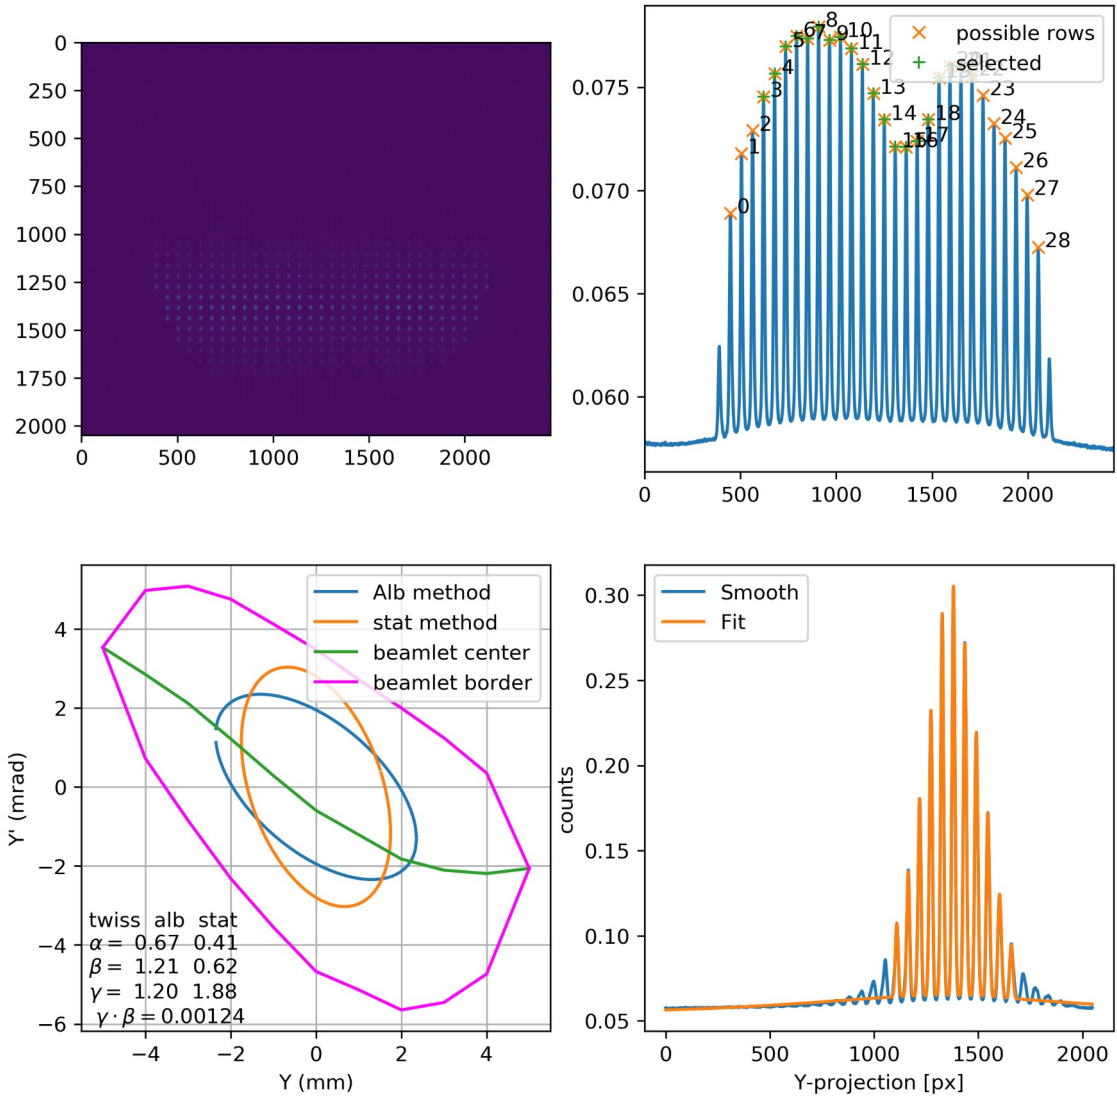 0
250
500
750
1000
1250
1500
1750
2000
0 500 1000 1500 2000
0.075
0.070
0.065
0.060
0 500 1000 1500 2000
possible rows
selected
0
1
2
3
4
5
6
7
8
9
10
11
12
13
14
15
16
17
18
23
24
25
26
27
28
Y' (mrad)
4
2
0
−2
−4
−6
−4 −2 0 2 4
Y (mm)
Alb method
stat method
beamlet center
beamlet border
twiss alb stat
α = 0.67 0.41
β = 1.21 0.62
γ = 1.20 1.88
γ · β = 0.00124
counts
0.30
0.25
0.20
0.15
0.10
0.05
0 500 1000 1500 2000
Y-projection [px]
Smooth
Fit